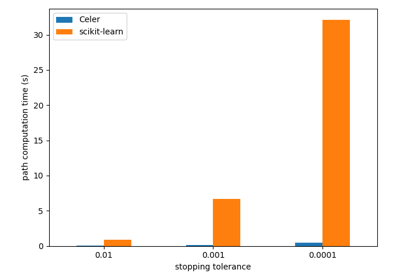 Celer
scikit-learn
path computation time (s)
30
25
20
15
10
5
0
0.01 0.001 0.0001
stopping tolerance